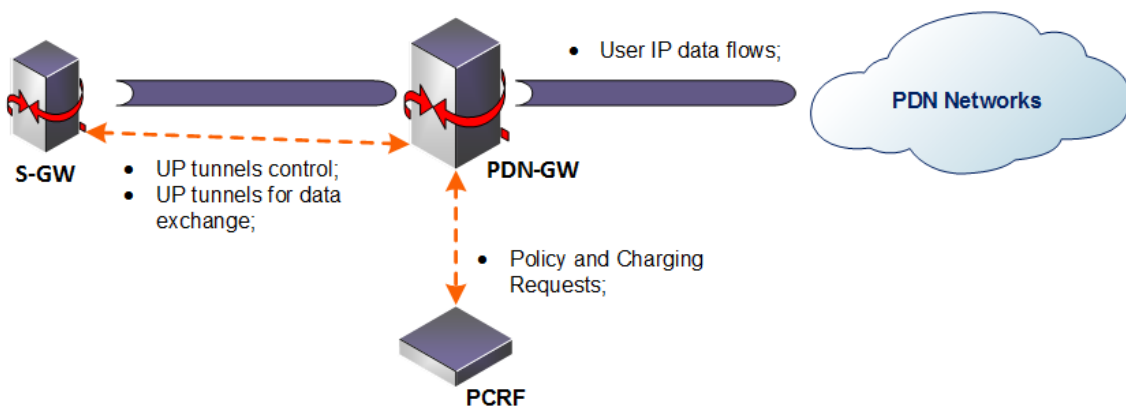 • User IP data flows;
PDN Networks
S-GW
PDN-GW
• UP tunnels control;
• UP tunnels for data
exchange;
• Policy and Charging
Requests;
PCRF